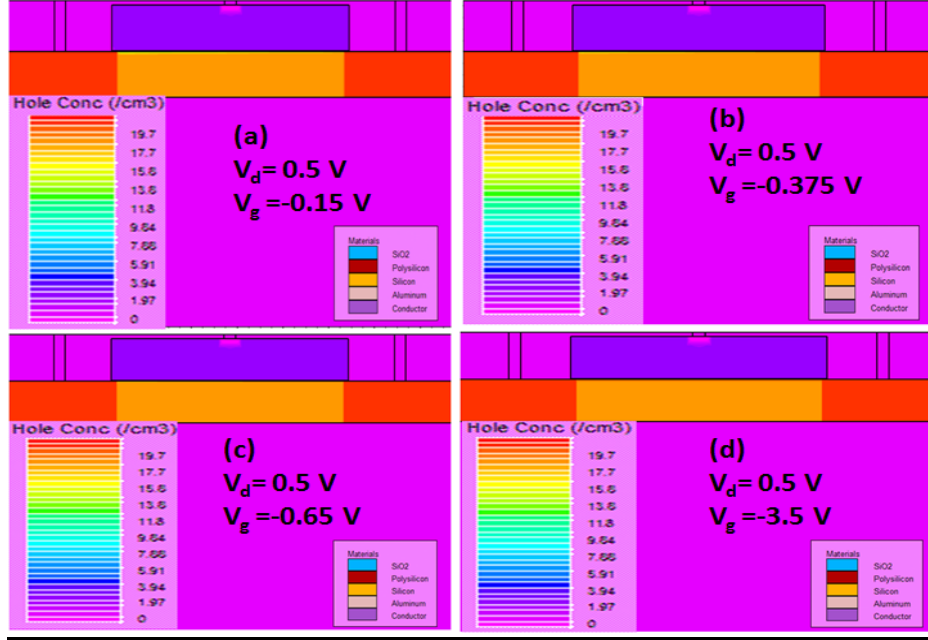 Hole Conc (/cm3)
19.7
17.7
15.6
13.6
11.8
9.84
7.88
5.91
3.94
1.97
0
(a)
Vd= 0.5 V
Vg =-0.15 V
Materials
SiO2
Polysilicon
Silicon
Aluminum
Conductor
Hole Conc (/cm3)
19.7
17.7
15.6
13.6
11.8
9.84
7.88
5.91
3.94
1.97
0
(b)
Vd= 0.5 V
Vg =-0.375 V
Materials
SiO2
Polysilicon
Silicon
Aluminum
Conductor
Hole Conc (/cm3)
19.7
17.7
15.6
13.6
11.8
9.84
7.88
5.91
3.94
1.97
0
(c)
Vd= 0.5 V
Vg =-0.65 V
Materials
SiO2
Polysilicon
Silicon
Aluminum
Conductor
Hole Conc (/cm3)
19.7
17.7
15.6
13.6
11.8
9.84
7.88
5.91
3.94
1.97
0
(d)
Vd= 0.5 V
Vg =-3.5 V
Materials
SiO2
Polysilicon
Silicon
Aluminum
Conductor